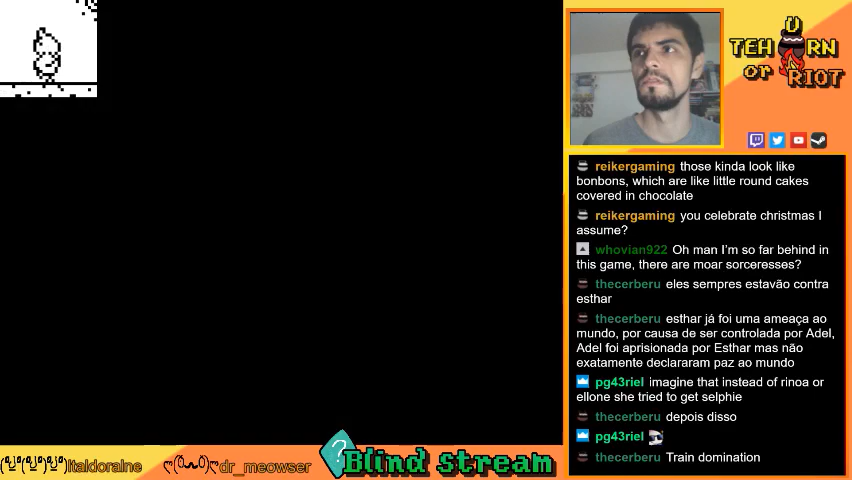 TEH URN
or RIOT
reikergaming those kinda look like
bonbons, which are like little round cakes
covered in chocolate
reikergaming you celebrate christmas I
assume?
whovian922 Oh man I'm so far behind in
this game, there are moar sorceresses?
thecerberu eles sempres estavão contra
esthar
thecerberu esthar já foi uma ameaça ao
mundo, por causa de ser controlada por Adel,
Adel foi aprisionada por Esthar mas não
exatamente declararam paz ao mundo
pg43riel imagine that instead of rinoa or
ellone she tried to get selphie
thecerberu depois disso
pg43riel
thecerberu Train domination
dr_meowser
Blind stream